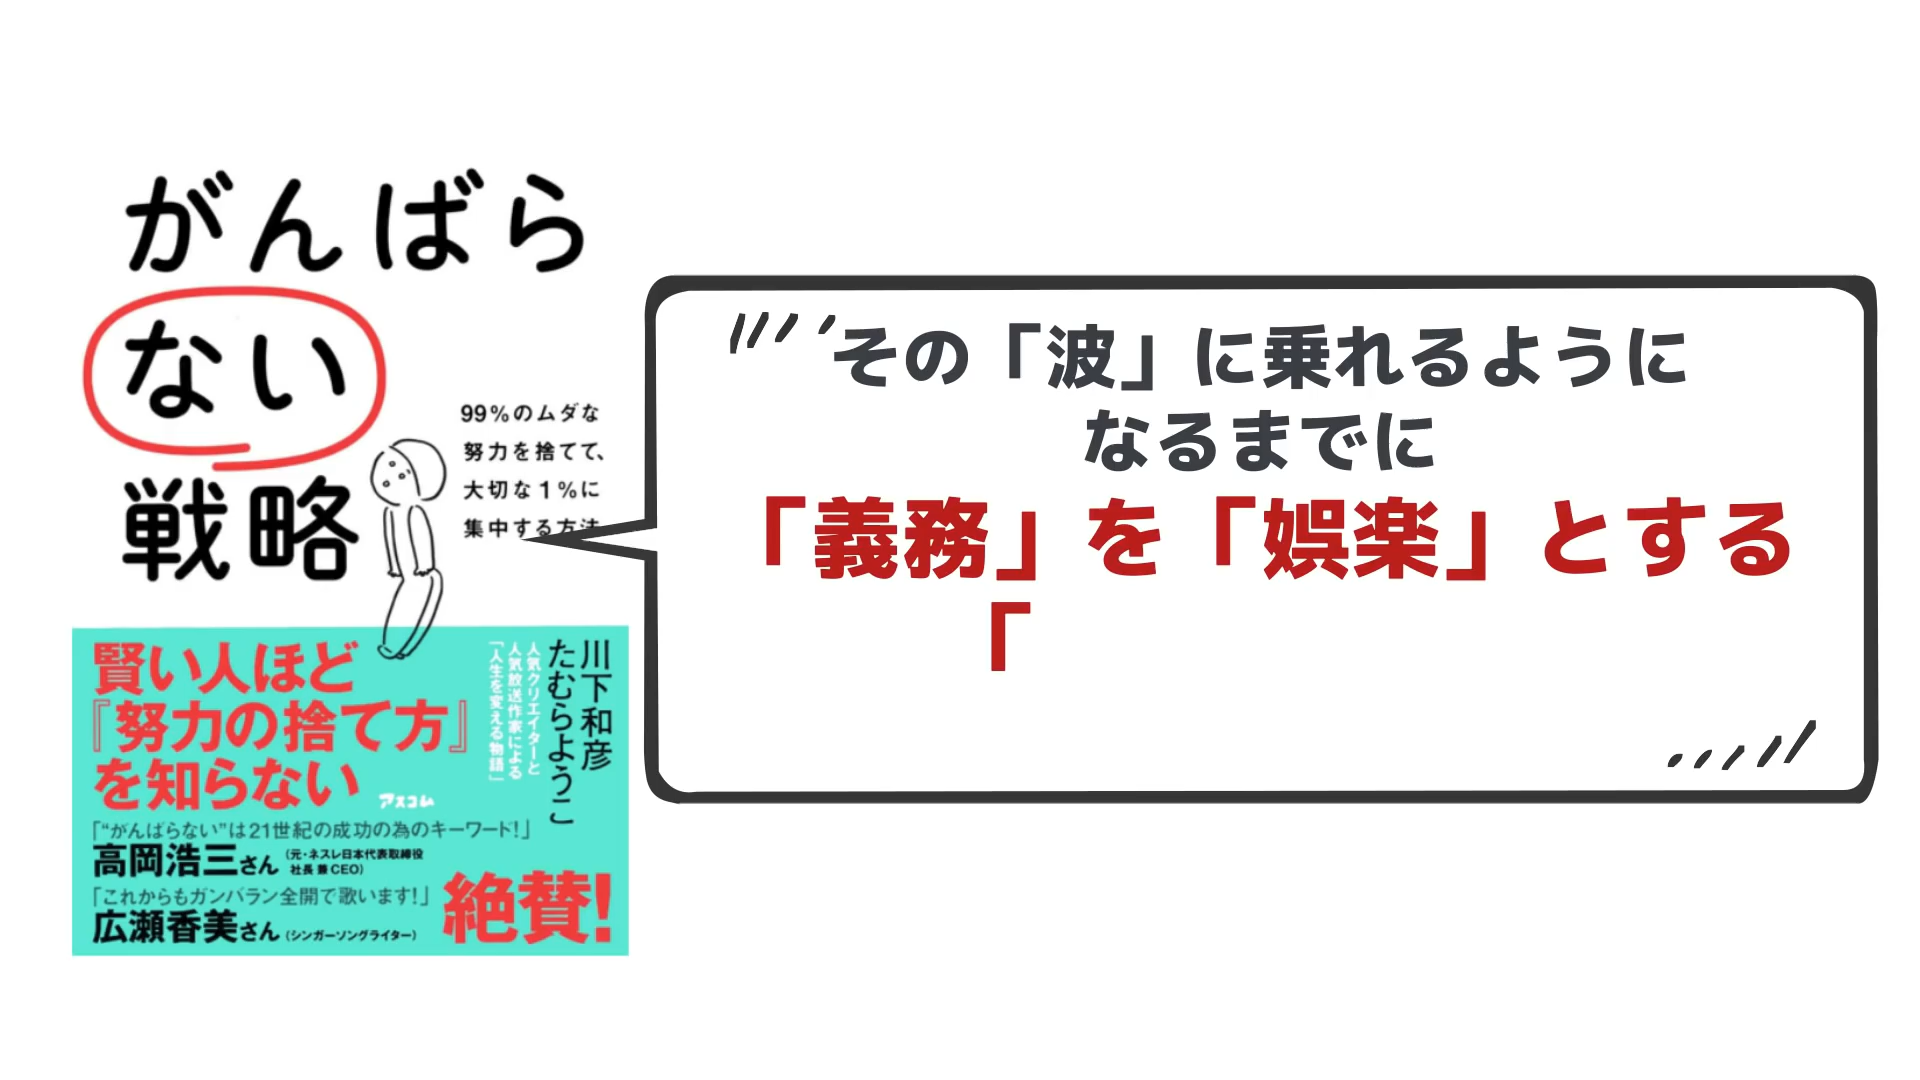 がんばら
ない
戦略
99%のムダな
努力を捨てて、
大切な1%に
集中する方法
川下和彦
たむらようこ
人気クリエイターと
人気放送作家による
「人生を変える物語」
賢い人ほど
『努力の捨て方』
を知らない
アスコム
「“がんばらない”は21世紀の成功の為のキーワード!」
高岡浩三さん（元・ネスレ日本代表取締役
社長 兼 CEO）
「これからもガンバラン全開で歌います!」
広瀬香美さん（シンガーソングライター）
絶賛!
その「波」に乗れるように
なるまでに
「義務」を「娯楽」とする
「